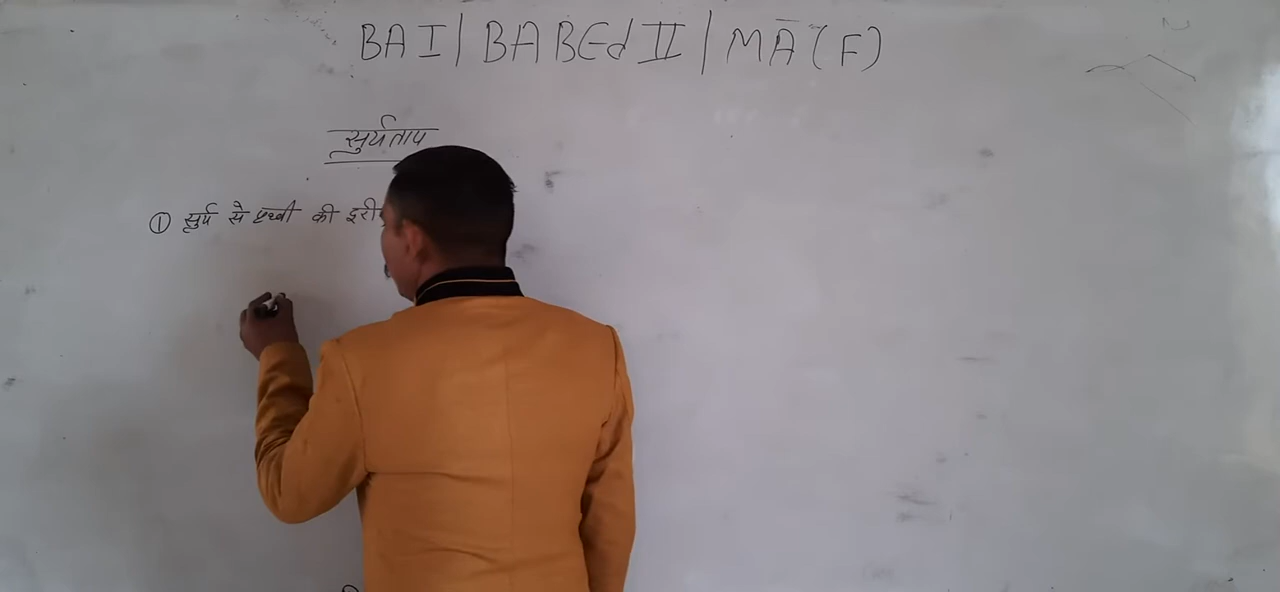 BA I | BA BEd II | MA (F)
सुर्यताप
① सुर्य से पृथ्वी की